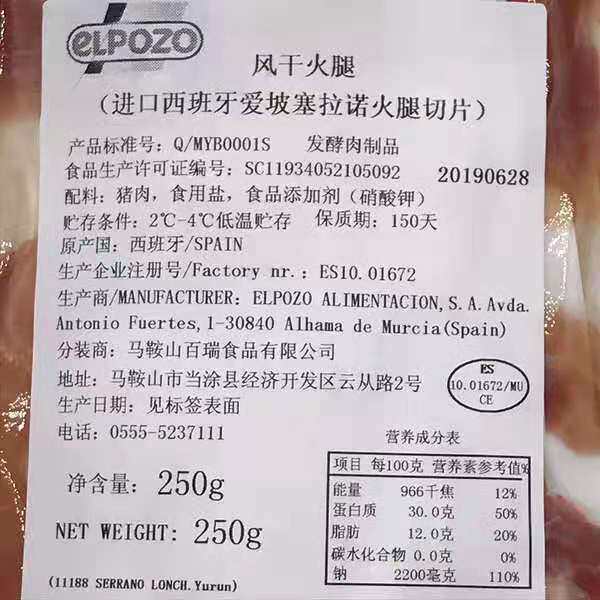 eLPOZO
风干火腿
（进口西班牙爱坡塞拉诺火腿切片）
产品标准号：Q/MYB0001S 发酵肉制品
食品生产许可证编号：SC11934052105092 20190628
配料：猪肉，食用盐，食品添加剂（硝酸钾）
贮存条件：2℃-4℃低温贮存 保质期：150天
原产国：西班牙/SPAIN
生产企业注册号/Factory nr.：ES10.01672
生产商/MANUFACTURER：ELPOZO ALIMENTACION,S.A.Avda.
Antonio Fuertes,1-30840 Alhama de Murcia(Spain)
分装商：马鞍山百瑞食品有限公司
地址：马鞍山市当涂县经济开发区云从路2号
生产日期：见标签表面
电话：0555-5237111
ES
10.01672/MU
CE
净含量：250g
NET WEIGHT: 250g
(11188 SERRANO LONCH.Yurun)
营养成分表
项目 每100克 营养素参考值%
能量 966千焦 12%
蛋白质 30.0克 50%
脂肪 12.0克 20%
碳水化合物 0.0克 0%
钠 2200毫克 110%